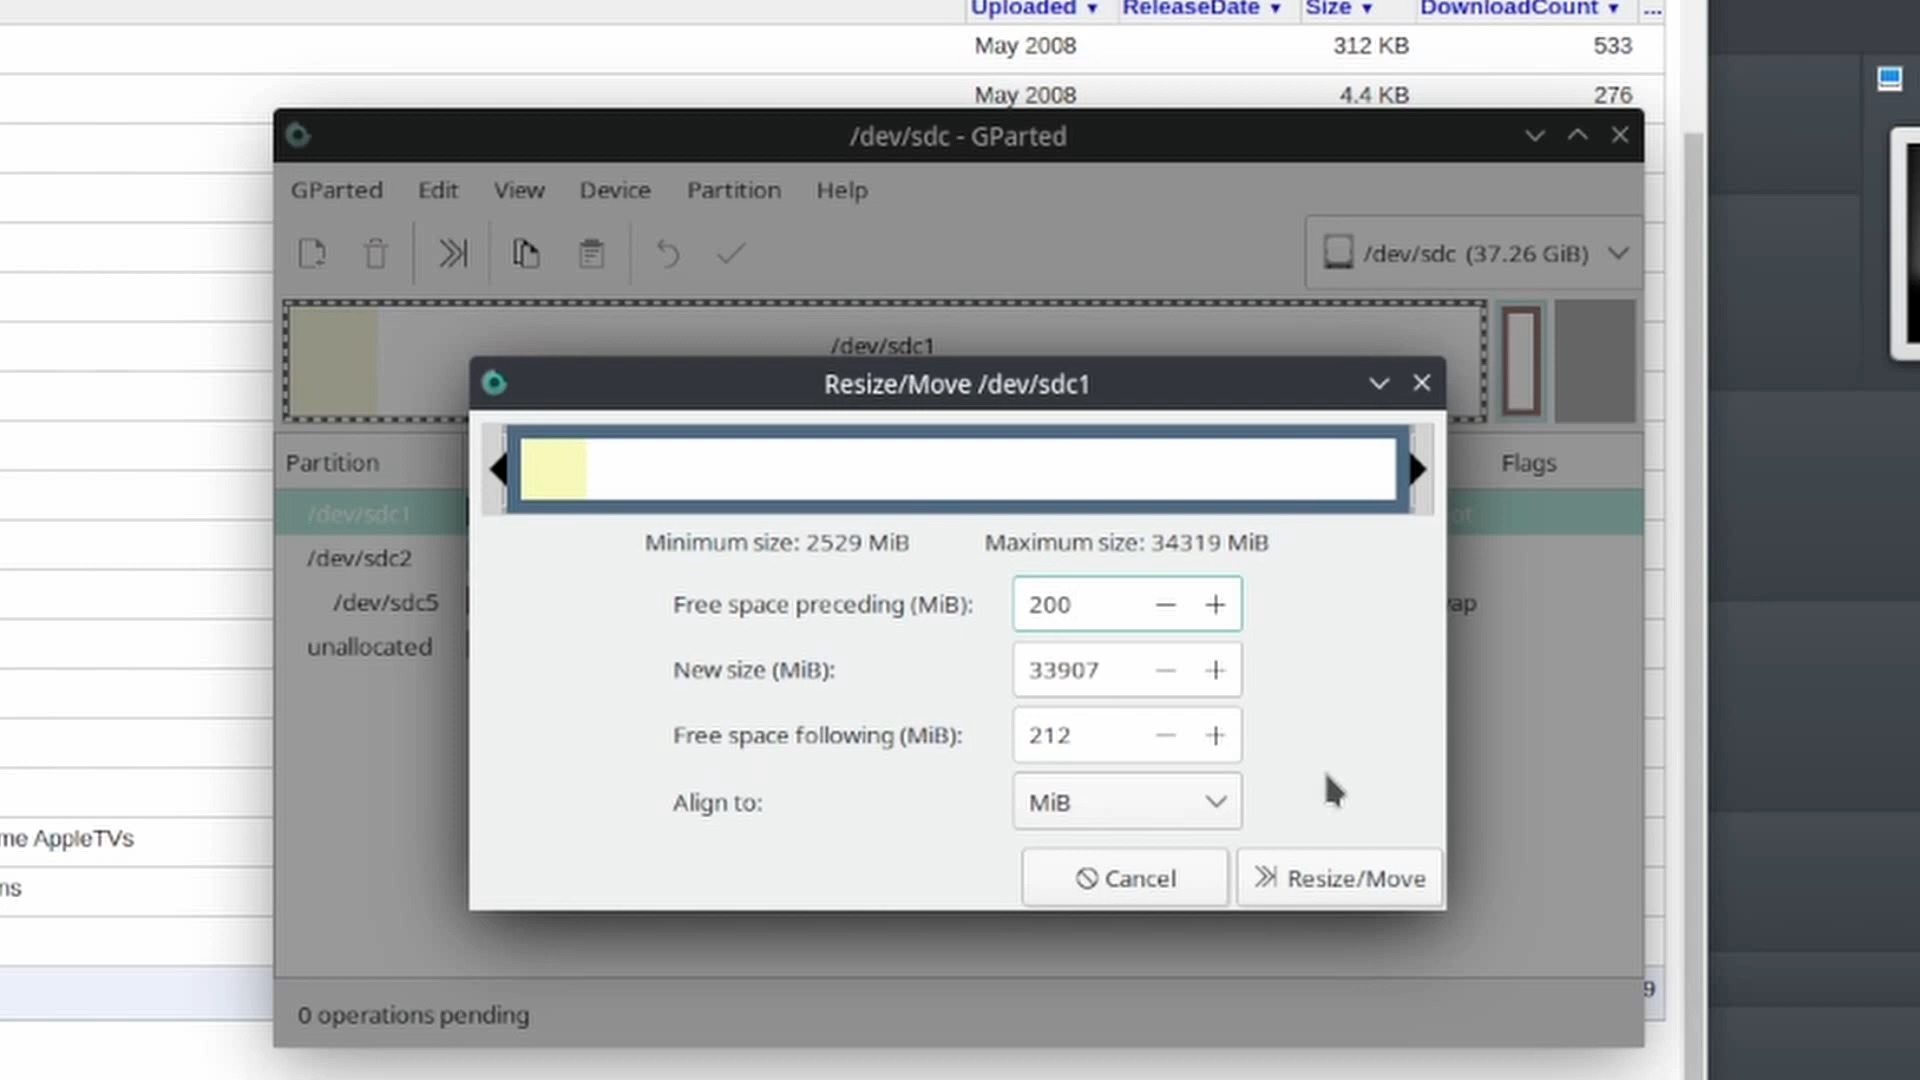 Uploaded ▼ ReleaseDate ▼ Size ▼ DownloadCount ▼ ...
May 2008 312 KB 533
May 2008 4.4 KB 276
/dev/sdc - GParted
GParted Edit View Device Partition Help
/dev/sdc (37.26 GiB)
/dev/sdc1
Resize/Move /dev/sdc1
Partition Flags
/dev/sdc1
/dev/sdc2
/dev/sdc5
unallocated
Minimum size: 2529 MiB Maximum size: 34319 MiB
Free space preceding (MiB): 200
New size (MiB): 33907
Free space following (MiB): 212
Align to: MiB
Cancel Resize/Move
me AppleTVs
ns
9
0 operations pending